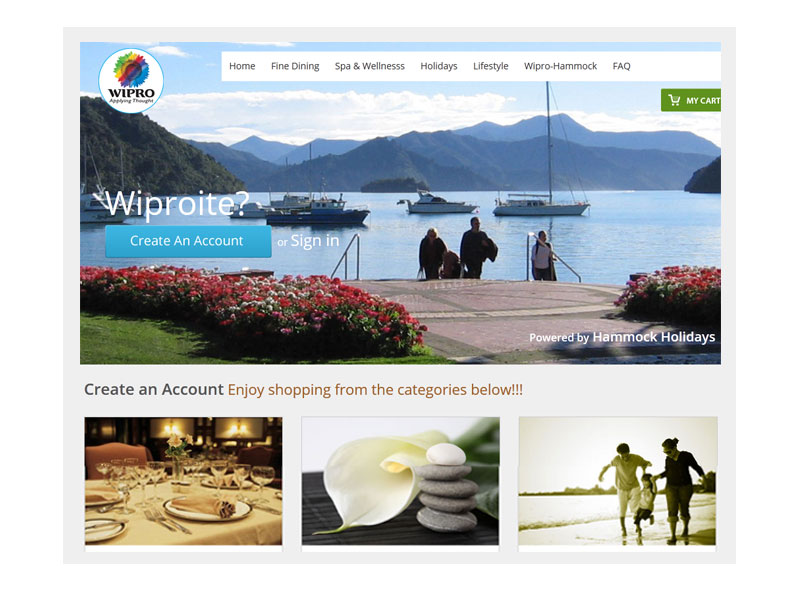 WIPRO
Applying Thought
Home Fine Dining Spa & Wellnesss Holidays Lifestyle Wipro-Hammock FAQ
MY CART
Wiproite?
Create An Account or Sign in
Powered by Hammock Holidays
Create an Account Enjoy shopping from the categories below!!!